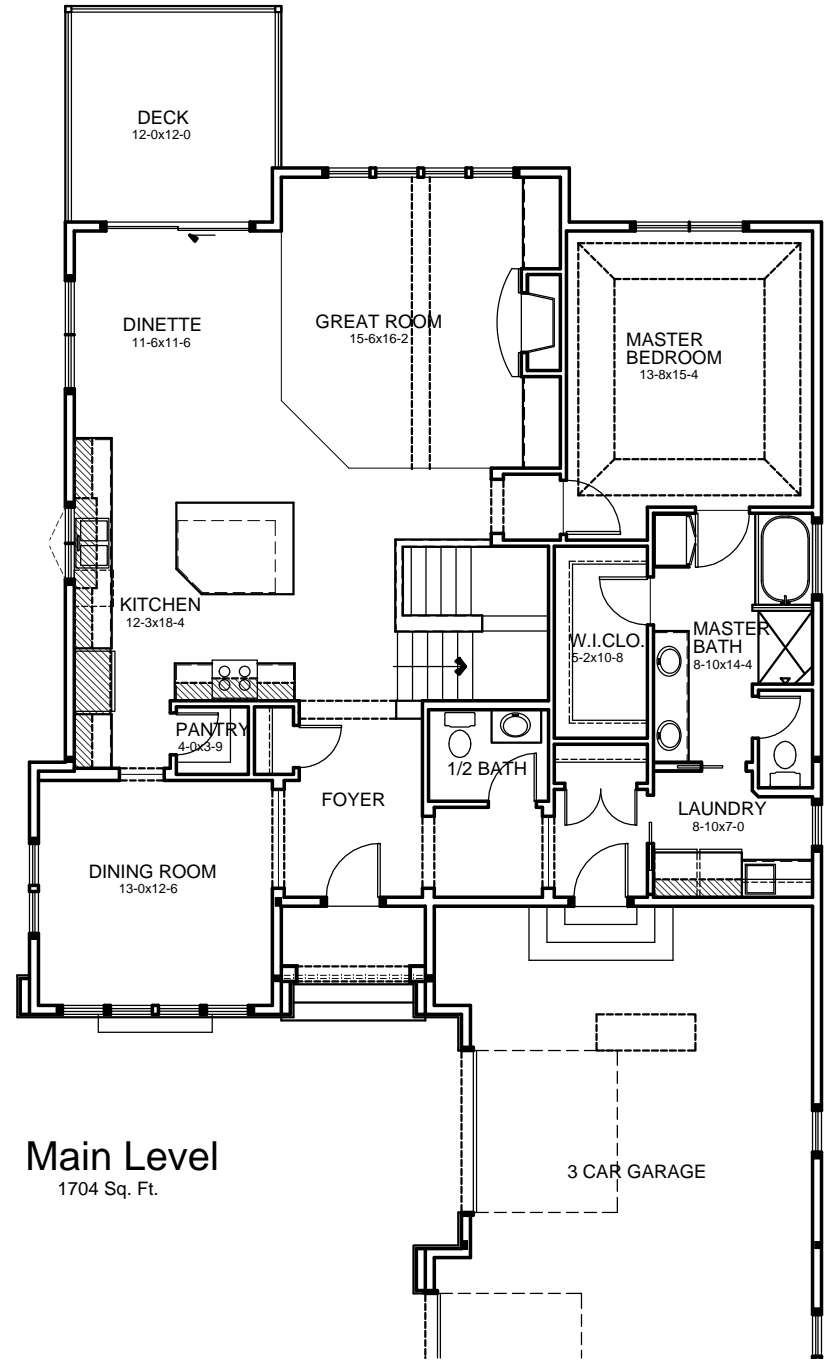 DECK
12-0x12-0
DINETTE
11-6x11-6
GREAT ROOM
15-6x16-2
MASTER
BEDROOM
13-8x15-4
KITCHEN
12-3x18-4
W.I.CLO.
5-2x10-8
MASTER
BATH
8-10x14-4
PANTRY
4-0x3-9
1/2 BATH
FOYER
LAUNDRY
8-10x7-0
DINING ROOM
13-0x12-6
Main Level
1704 Sq. Ft.
3 CAR GARAGE